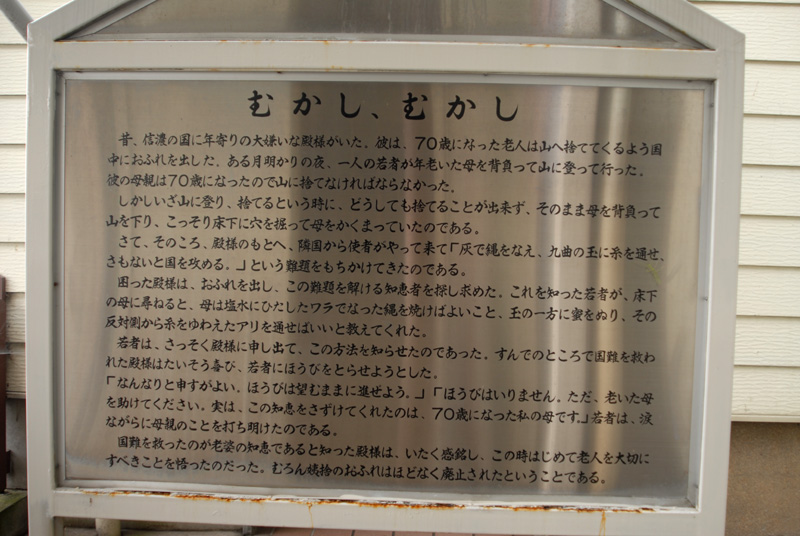 むかし、むかし
昔、信濃の国に年寄りの大嫌いな殿様がいた。彼は、70歳になった老人は山へ捨ててくるよう国
中におふれを出した。ある月明かりの夜、一人の若者が年老いた母を背負って山に登って行った。
彼の母親は70歳になったので山に捨てなければならなかった。
しかしいざ山に登り、捨てるという時に、どうしても捨てることが出来ず、そのまま母を背負って
山を下り、こっそり床下に穴を掘って母をかくまっていたのである。
さて、そのころ、殿様のもとへ、隣国から使者がやって来て「灰で縄をなえ、九曲の玉に糸を通せ、
さもないと国を攻める。」という難題をもちかけてきたのである。
困った殿様は、おふれを出し、この難題を解ける知恵者を探し求めた。これを知った若者が、床下
の母に尋ねると、母は塩水にひたしたワラでなった縄を焼けばよいこと、玉の一方に蜜をぬり、その
反対側から糸をゆわえたアリを通せばいいと教えてくれた。
若者は、さっそく殿様に申し出て、この方法を知らせたのであった。すんでのところで国難を救わ
れた殿様はたいそう喜び、若者にほうびをとらせようとした。
「なんなりと申すがよい。ほうびは望むままに進ぜよう。」「ほうびはいりません。ただ、老いた母
を助けてください。実は、この知恵をさずけてくれたのは、70歳になった私の母です。」若者は、涙
ながらに母親のことを打ち明けたのである。
国難を救ったのが老婆の知恵であると知った殿様は、いたく感銘し、この時はじめて老人を大切に
すべきことを悟ったのだった。むろん姨捨のおふれはほどなく廃止されたということである。